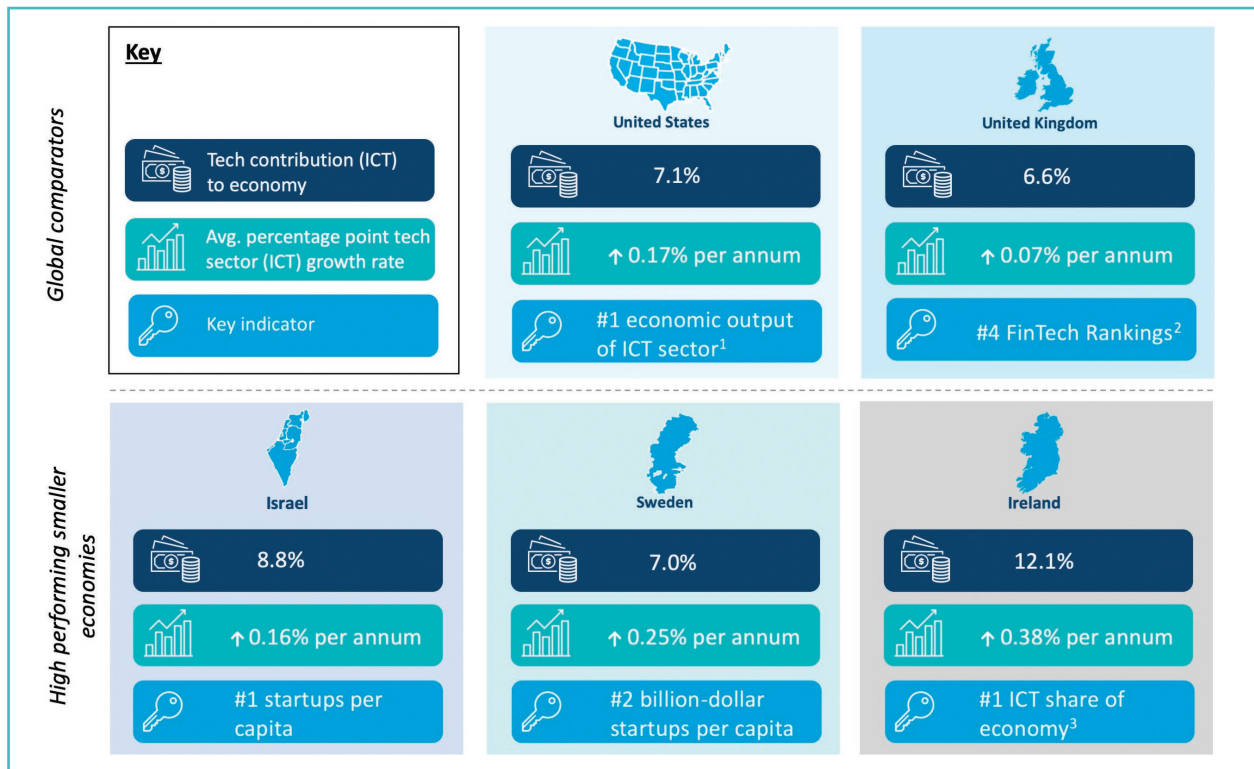 Global comparators
Key
Tech contribution (ICT)
to economy
Avg. percentage point tech
sector (ICT) growth rate
Key indicator
United States
7.1%
↑ 0.17% per annum
#1 economic output
of ICT sector¹
United Kingdom
6.6%
↑ 0.07% per annum
#4 FinTech Rankings²
High performing smaller
economies
Israel
8.8%
↑ 0.16% per annum
#1 startups per
capita
Sweden
7.0%
↑ 0.25% per annum
#2 billion-dollar
startups per capita
Ireland
12.1%
↑ 0.38% per annum
#1 ICT share of
economy³